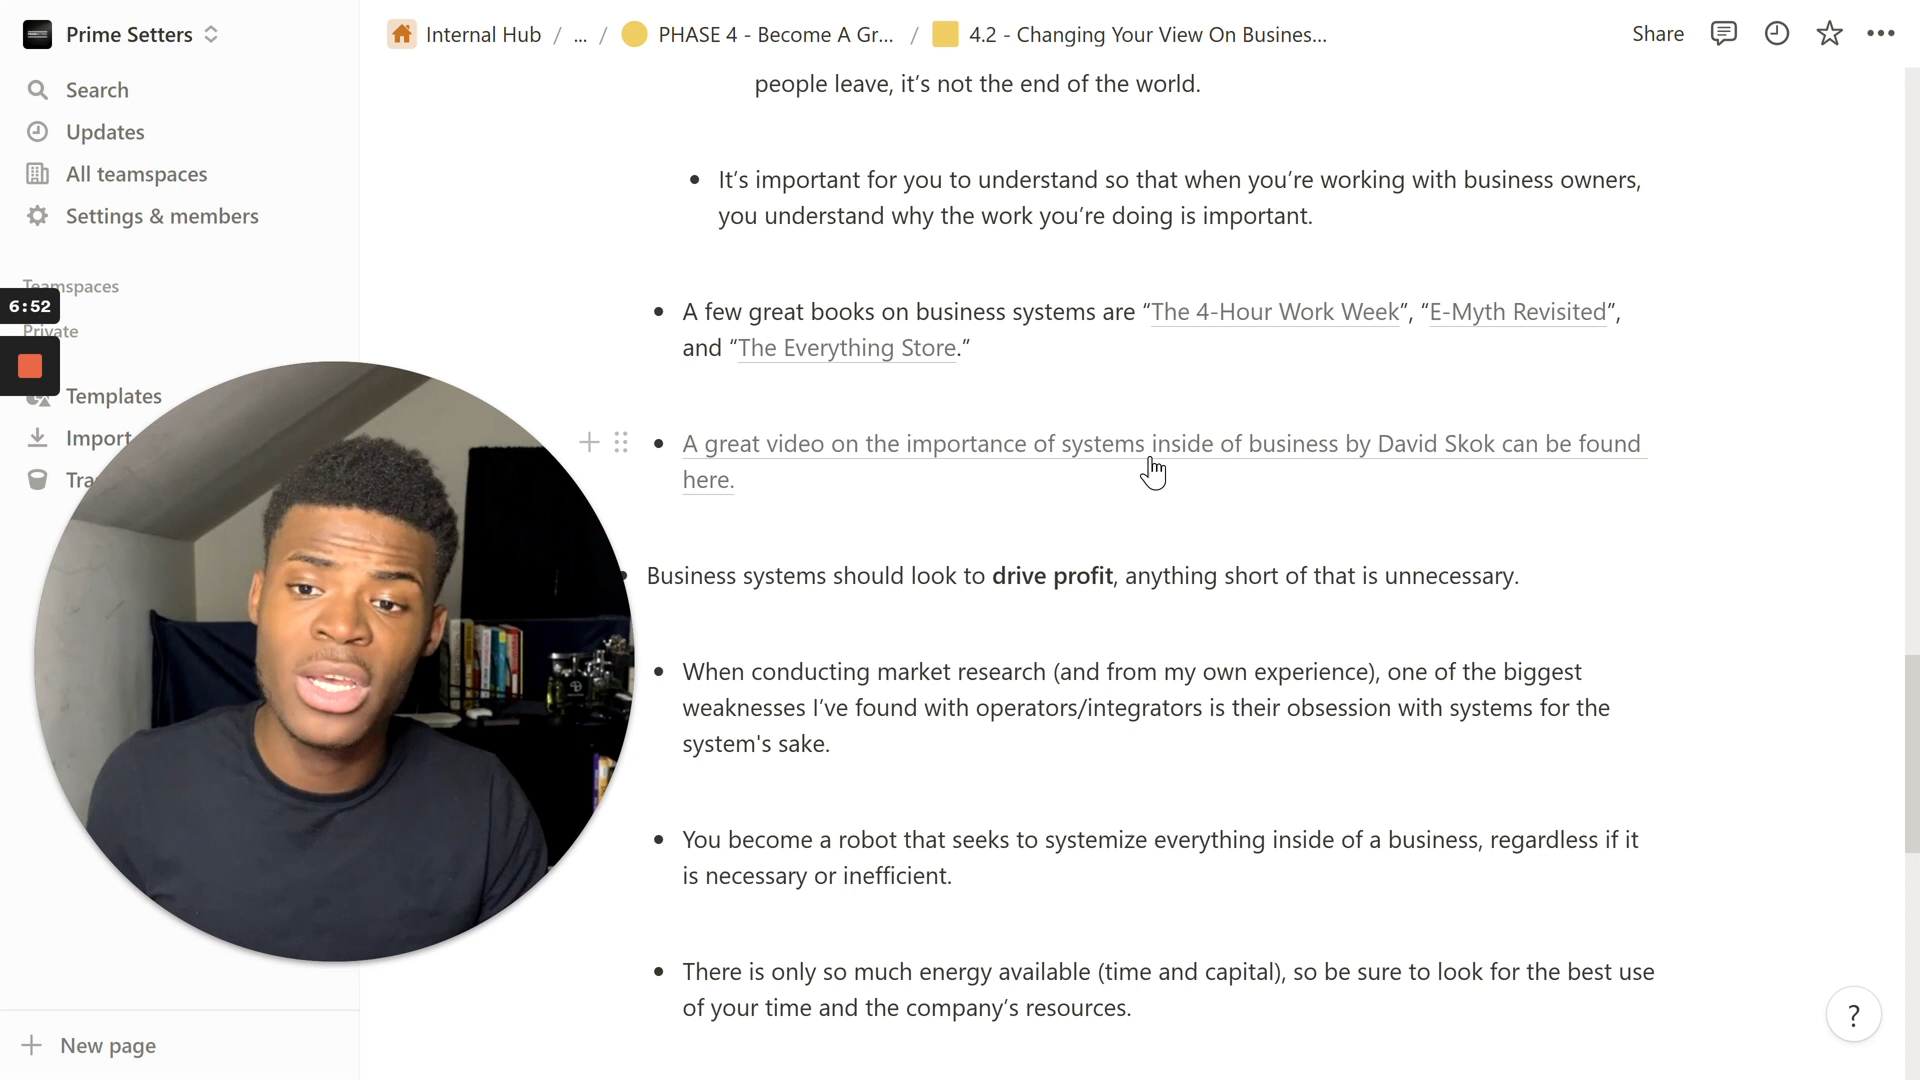 Prime Setters
Internal Hub / ... / PHASE 4 - Become A Gr... / 4.2 - Changing Your View On Busines...
Share
Search
Updates
All teamspaces
Settings & members
Teamspaces
6:52
Private
Templates
Import
Tra
New page
people leave, it’s not the end of the world.
• It’s important for you to understand so that when you’re working with business owners,
you understand why the work you’re doing is important.
• A few great books on business systems are “The 4-Hour Work Week”, “E-Myth Revisited”,
and “The Everything Store.”
• A great video on the importance of systems inside of business by David Skok can be found
here.
• Business systems should look to drive profit, anything short of that is unnecessary.
• When conducting market research (and from my own experience), one of the biggest
weaknesses I’ve found with operators/integrators is their obsession with systems for the
system's sake.
• You become a robot that seeks to systemize everything inside of a business, regardless if it
is necessary or inefficient.
• There is only so much energy available (time and capital), so be sure to look for the best use
of your time and the company’s resources.
?